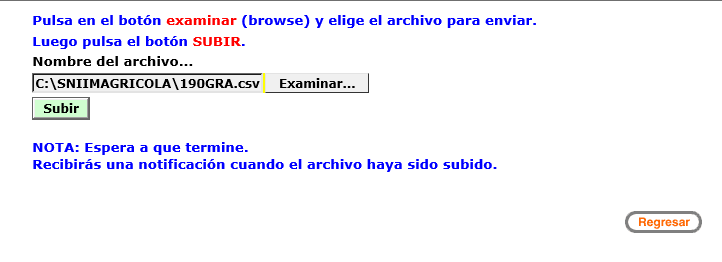 Pulsa en el botón examinar (browse) y elige el archivo para enviar.
Luego pulsa el botón SUBIR.
Nombre del archivo...
C:\SNIIMAGRICOLA\190GRA.csv Examinar...
Subir
NOTA: Espera a que termine.
Recibirás una notificación cuando el archivo haya sido subido.
Regresar